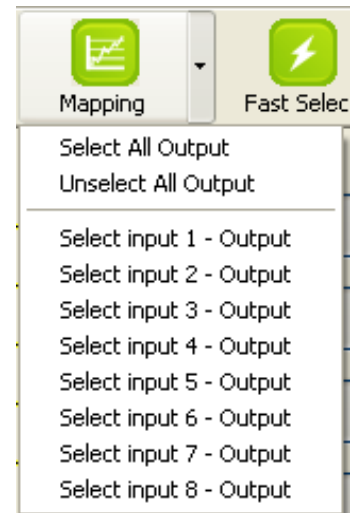 Mapping
Fast Selec
Select All Output
Unselect All Output
Select input 1 - Output
Select input 2 - Output
Select input 3 - Output
Select input 4 - Output
Select input 5 - Output
Select input 6 - Output
Select input 7 - Output
Select input 8 - Output